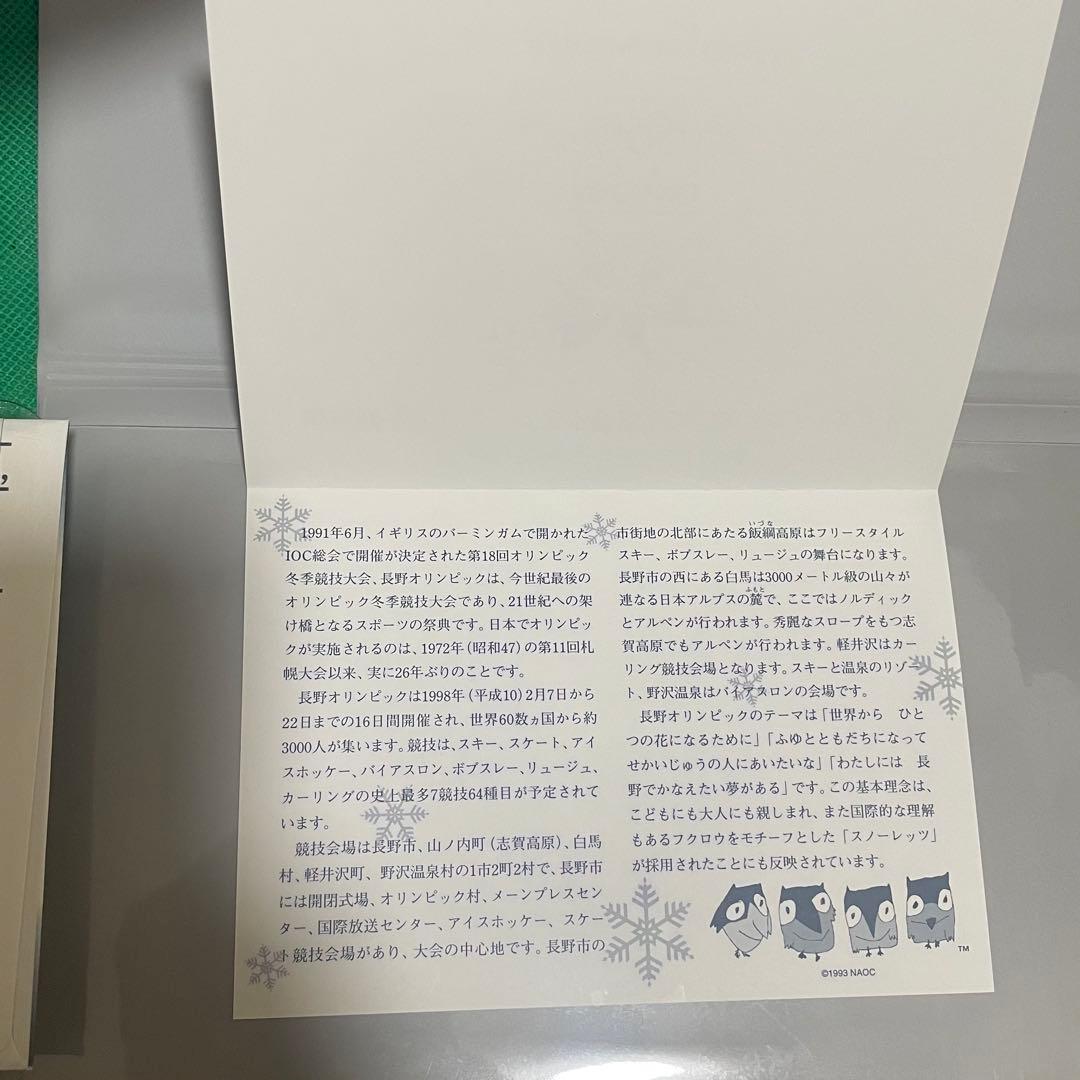 1991年6月、イギリスのバーミンガムで開かれた
IOC総会で開催が決定された第18回オリンピック
冬季競技大会、長野オリンピックは、今世紀最後の
オリンピック冬季競技大会であり、21世紀への架
け橋となるスポーツの祭典です。日本でオリンピッ
クが実施されるのは、1972年(昭和47)の第11回札
幌大会以来、実に26年ぶりのことです。
長野オリンピックは1998年(平成10)2月7日から
22日までの16日間開催され、世界60数ヵ国から約
3000人が集います。競技は、スキー、スケート、アイ
スホッケー、バイアスロン、ボブスレー、リュージュ、
カーリングの史上最多7競技64種目が予定されて
います。
競技会場は長野市、山ノ内町(志賀高原)、白馬
村、軽井沢町、野沢温泉村の1市2町2村で、長野市
には開閉式場、オリンピック村、メーンプレスセン
ター、国際放送センター、アイスホッケー、スケー
ト競技会場があり、大会の中心地です。長野市の
いづな
市街地の北部にあたる飯綱高原はフリースタイル
スキー、ボブスレー、リュージュの舞台になります。
長野市の西にある白馬は3000メートル級の山々が
ふもと
連なる日本アルプスの麓で、ここではノルディック
とアルペンが行われます。秀麗なスロープをもつ志
賀高原でもアルペンが行われます。軽井沢はカー
リング競技会場となります。スキーと温泉のリゾー
ト、野沢温泉はバイアスロンの会場です。
長野オリンピックのテーマは「世界から　ひと
つの花になるために」「ふゆとともだちになって
せかいじゅうの人にあいたいな」「わたしには　長
野でかなえたい夢がある」です。この基本理念は、
こどもにも大人にも親しまれ、また国際的な理解
もあるフクロウをモチーフとした「スノーレッツ」
が採用されたことにも反映されています。
TM
©1993 NAOC